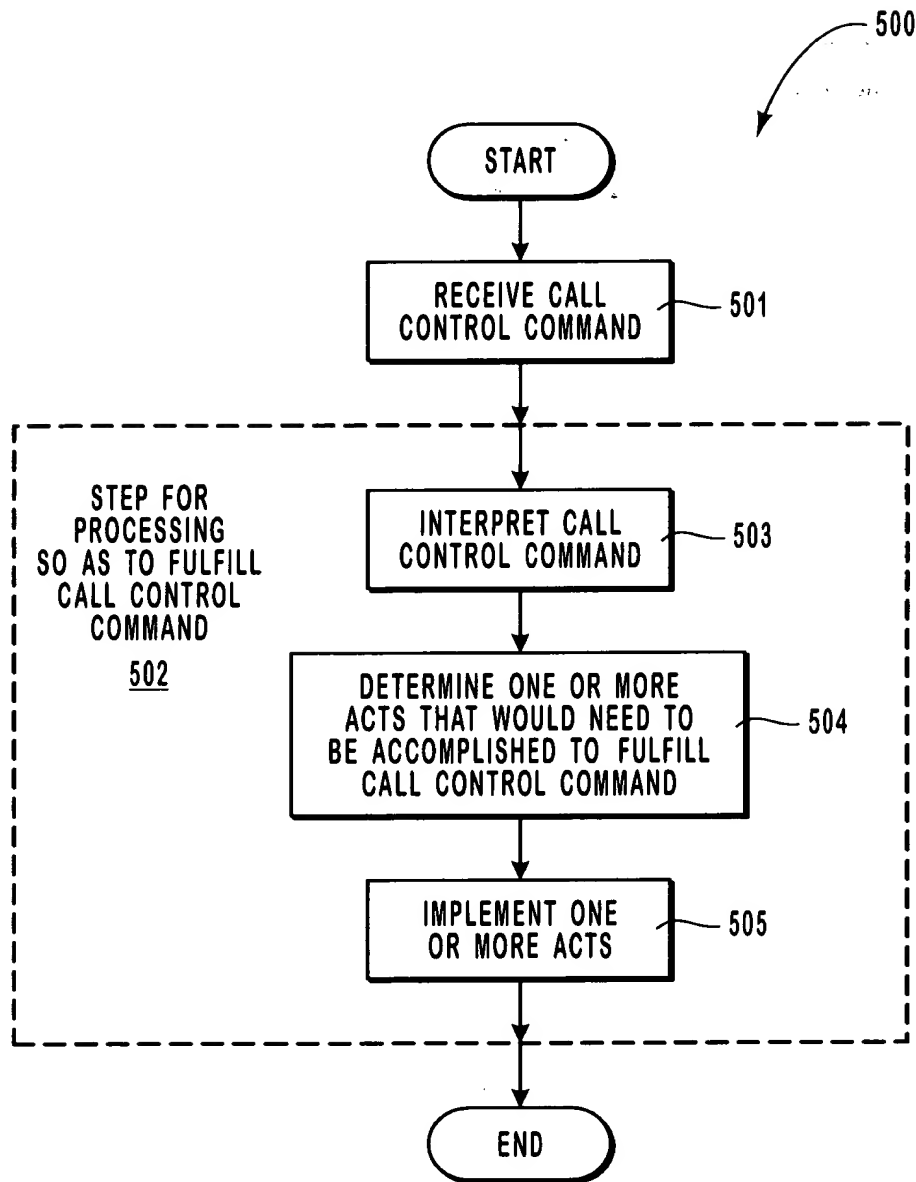 500
START
RECEIVE CALL
CONTROL COMMAND
501
STEP FOR
PROCESSING
SO AS TO FULFILL
CALL CONTROL
COMMAND
502
INTERPRET CALL
CONTROL COMMAND
503
DETERMINE ONE OR MORE
ACTS THAT WOULD NEED TO
BE ACCOMPLISHED TO FULFILL
CALL CONTROL COMMAND
504
IMPLEMENT ONE
OR MORE ACTS
505
END